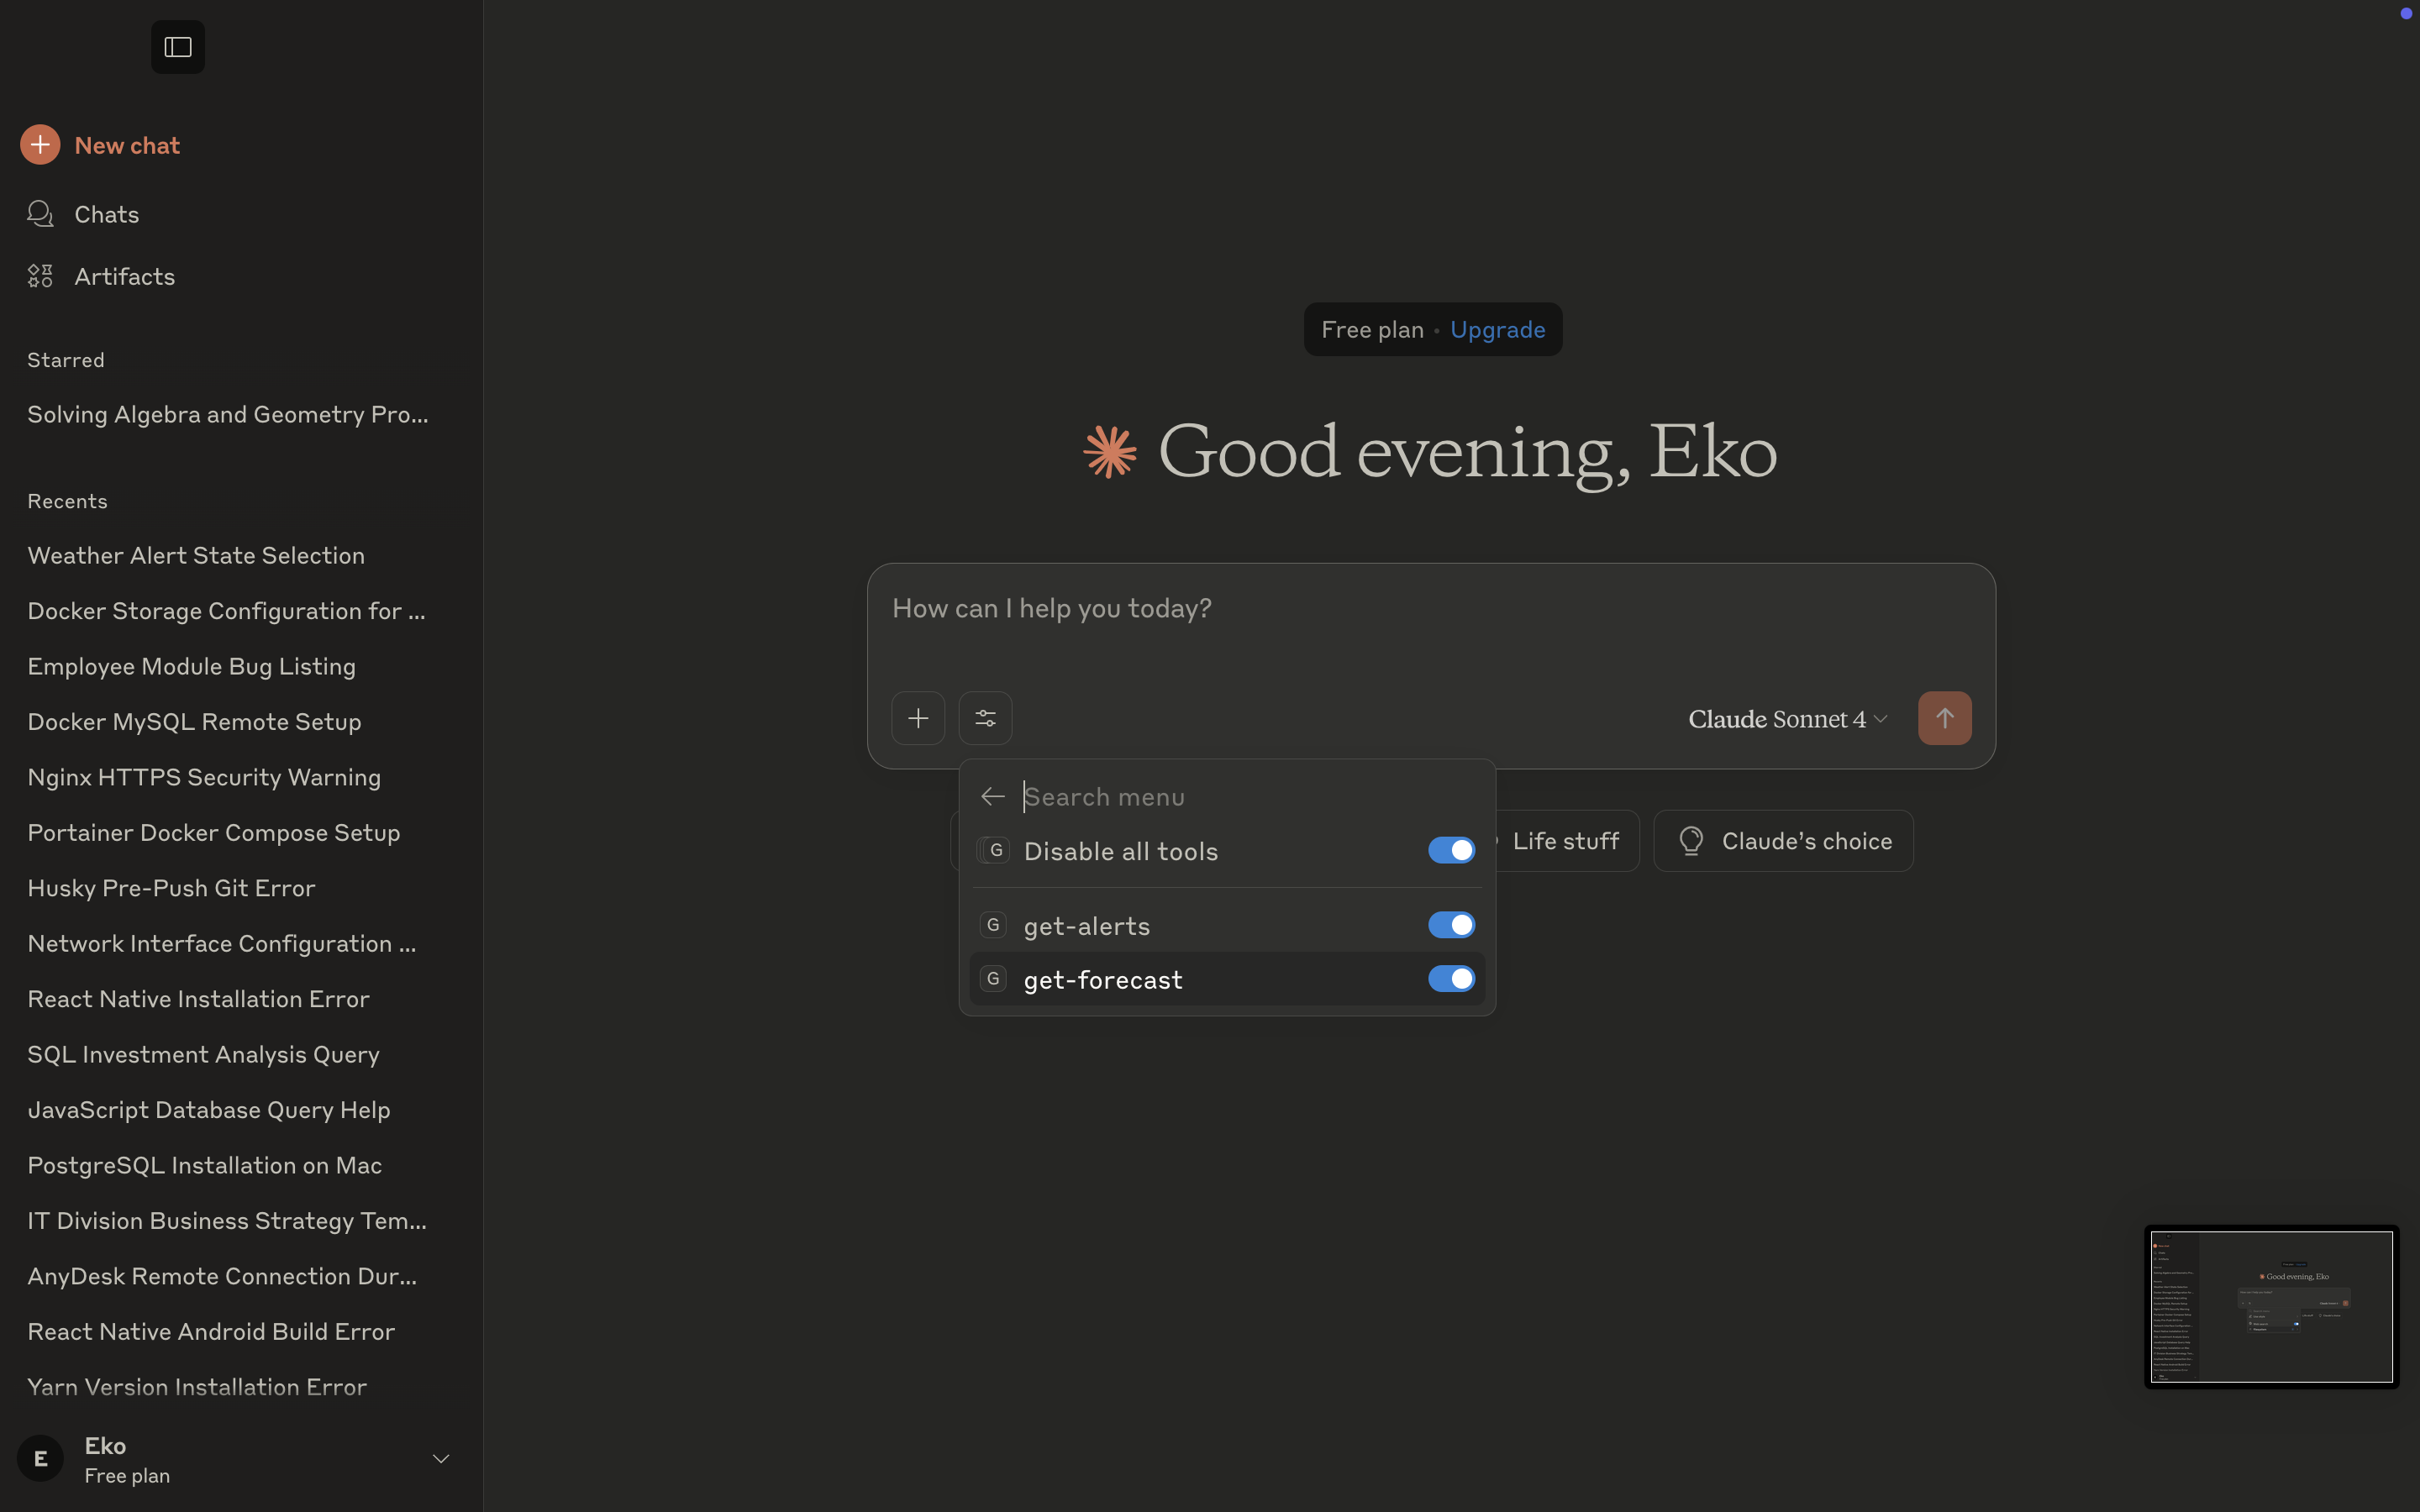 New chat
Chats
Artifacts
Starred
Solving Algebra and Geometry Pro...
Recents
Weather Alert State Selection
Docker Storage Configuration for ...
Employee Module Bug Listing
Docker MySQL Remote Setup
Nginx HTTPS Security Warning
Portainer Docker Compose Setup
Husky Pre-Push Git Error
Network Interface Configuration ...
React Native Installation Error
SQL Investment Analysis Query
JavaScript Database Query Help
PostgreSQL Installation on Mac
IT Division Business Strategy Tem...
AnyDesk Remote Connection Dur...
React Native Android Build Error
Yarn Version Installation Error
E
Eko
Free plan
Free plan • Upgrade
Good evening, Eko
How can I help you today?
Claude Sonnet 4
Search menu
G Disable all tools
G get-alerts
G get-forecast
Life stuff
Claude’s choice
Good evening, Eko